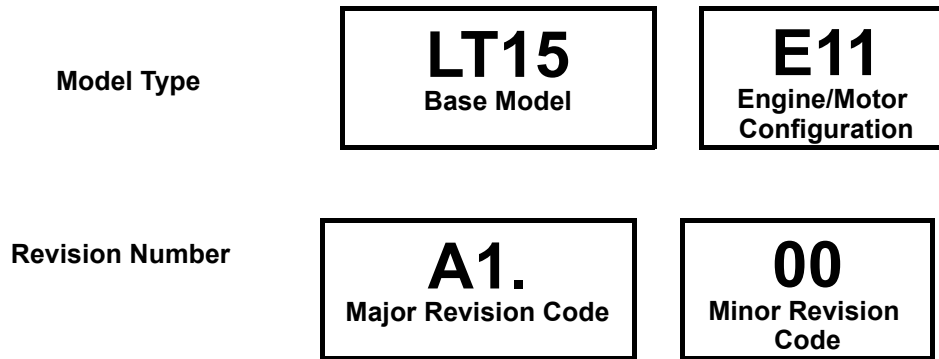 Model Type
LT15
Base Model
E11
Engine/Motor
Configuration
Revision Number
A1.
Major Revision Code
00
Minor Revision
Code